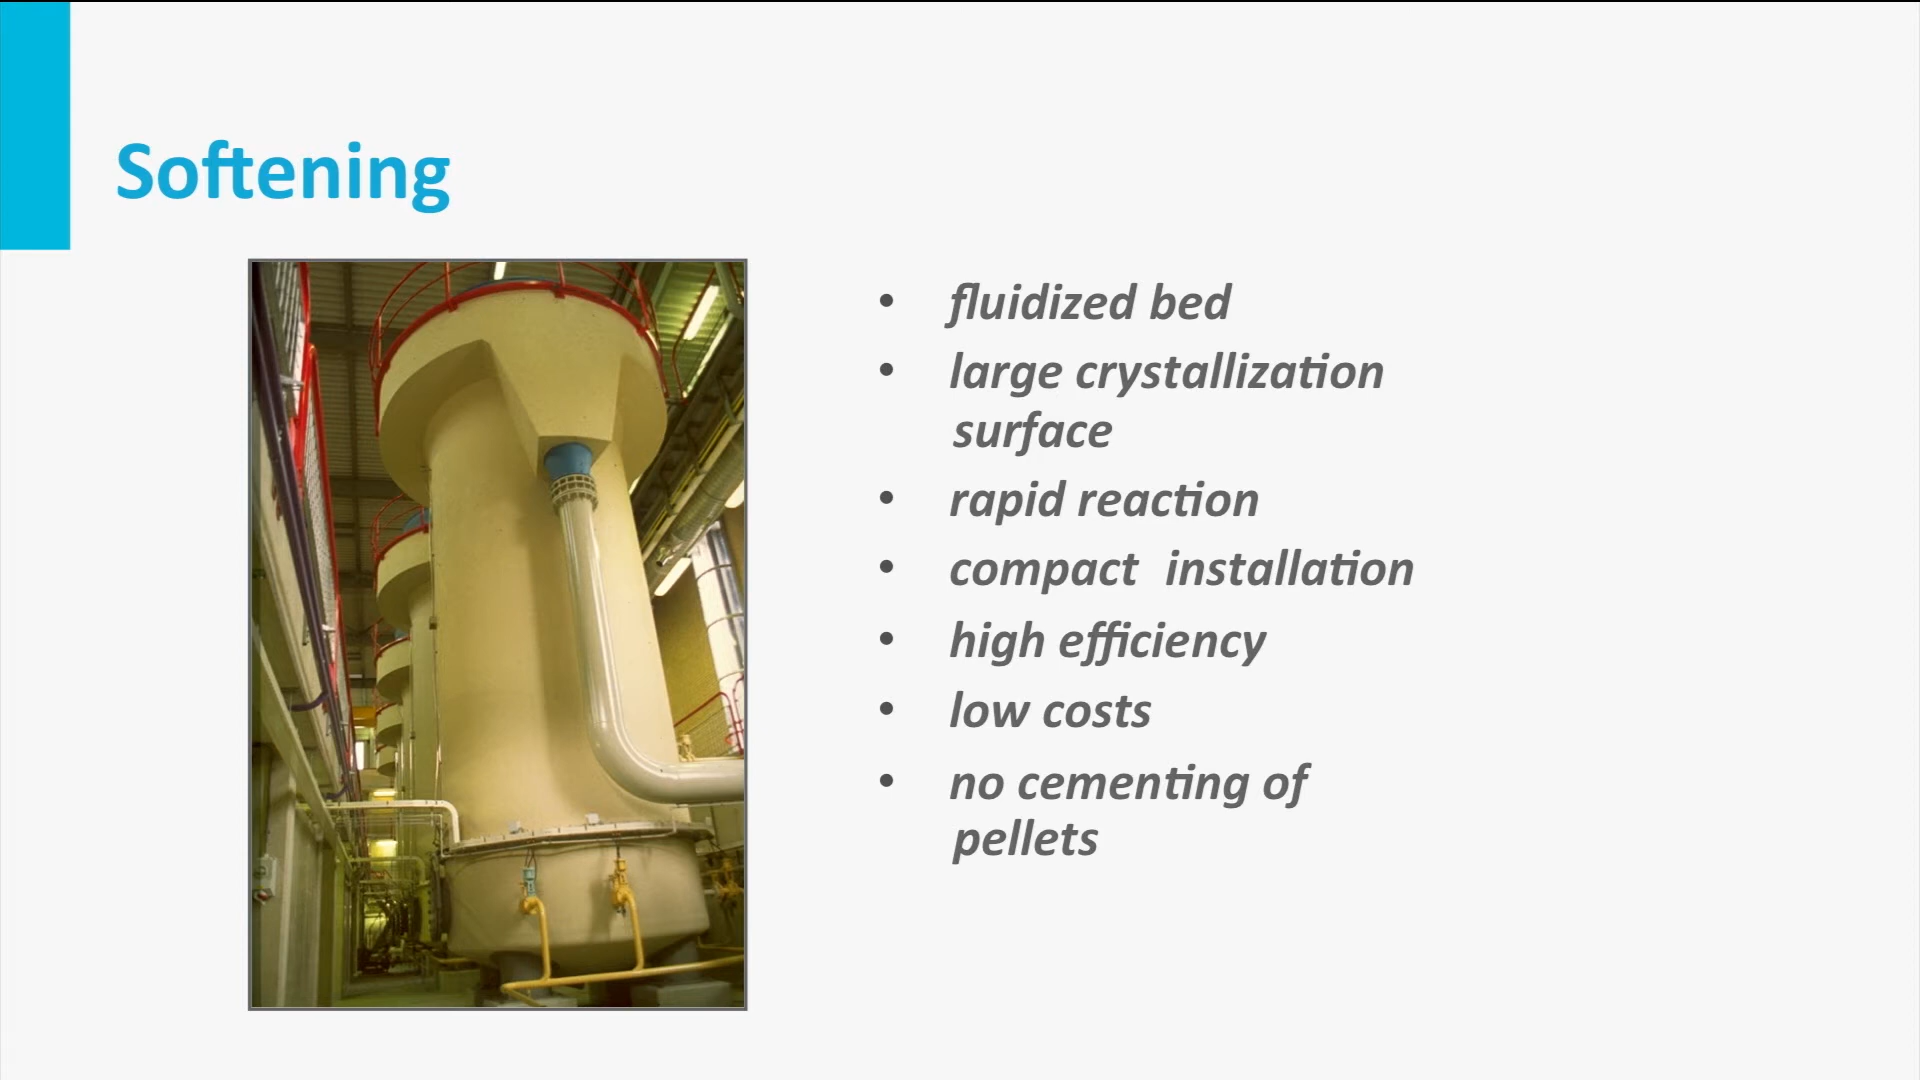 Softening
• fluidized bed
• large crystallization
surface
• rapid reaction
• compact  installation
• high efficiency
• low costs
• no cementing of
pellets